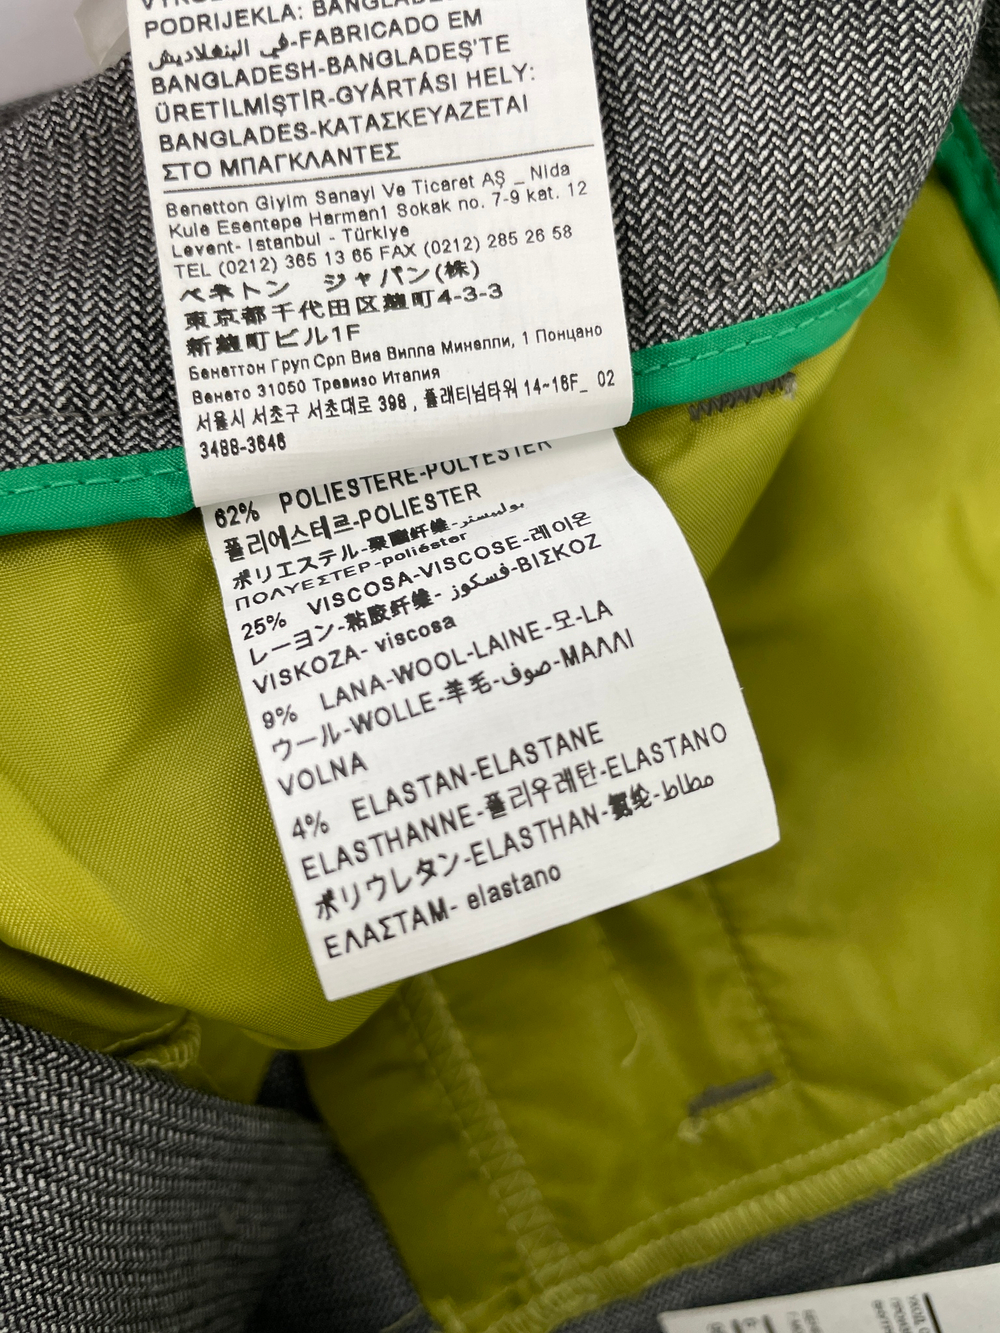 PODRIJEKLA: BANGLADE
في البنغلاديش-FABRICADO EM
BANGLADESH-BANGLADEŞ'TE
ÜRETİLMİŞTİR-GYÁRTÁSI HELY:
BANGLADES-ΚΑΤΑΣΚΕΥΑΖΕΤΑΙ
ΣΤΟ ΜΠΑΓΚΛΑΝΤΕΣ
Benetton Giyim Sanayi Ve Ticaret AŞ _ Nida
Kule Esentepe Harman1 Sokak no. 7-9 kat. 12
Levent- Istanbul - Türkiye
TEL (0212) 365 13 65 FAX (0212) 285 26 58
ベネトン ジャパン(株)
東京都千代田区麹町4-3-3
新麹町ビル1F
Бенеттон Груп Срл Виа Вилла Минелли, 1 Понцано
Венето 31050 Тревизо Италия
서울시 서초구 서초대로 398 , 플래티넘타워 14~16F_ 02
3488-3646
62% POLIESTERE-POLYESTER
폴리에스테르-POLIESTER
ポリエステル-聚酯纤维-بوليستر
ΠΟΛΥΕΣΤΕΡ-poliéster
25% VISCOSA-VISCOSE-레이온
レーヨン-粘胶纤维-فسكوز-ΒΙΣΚΟΖ
VISKOZA- viscosa
9% LANA-WOOL-LAINE-모-LA
ウール-WOLLE-羊毛-صوف-ΜΑΛΛΙ
VOLNA
4% ELASTAN-ELASTANE
ELASTHANNE-폴리우레탄-ELASTANO
ポリウレタン-ELASTHAN-氨纶-مطاط
ΕΛΑΣΤΑΜ- elastano